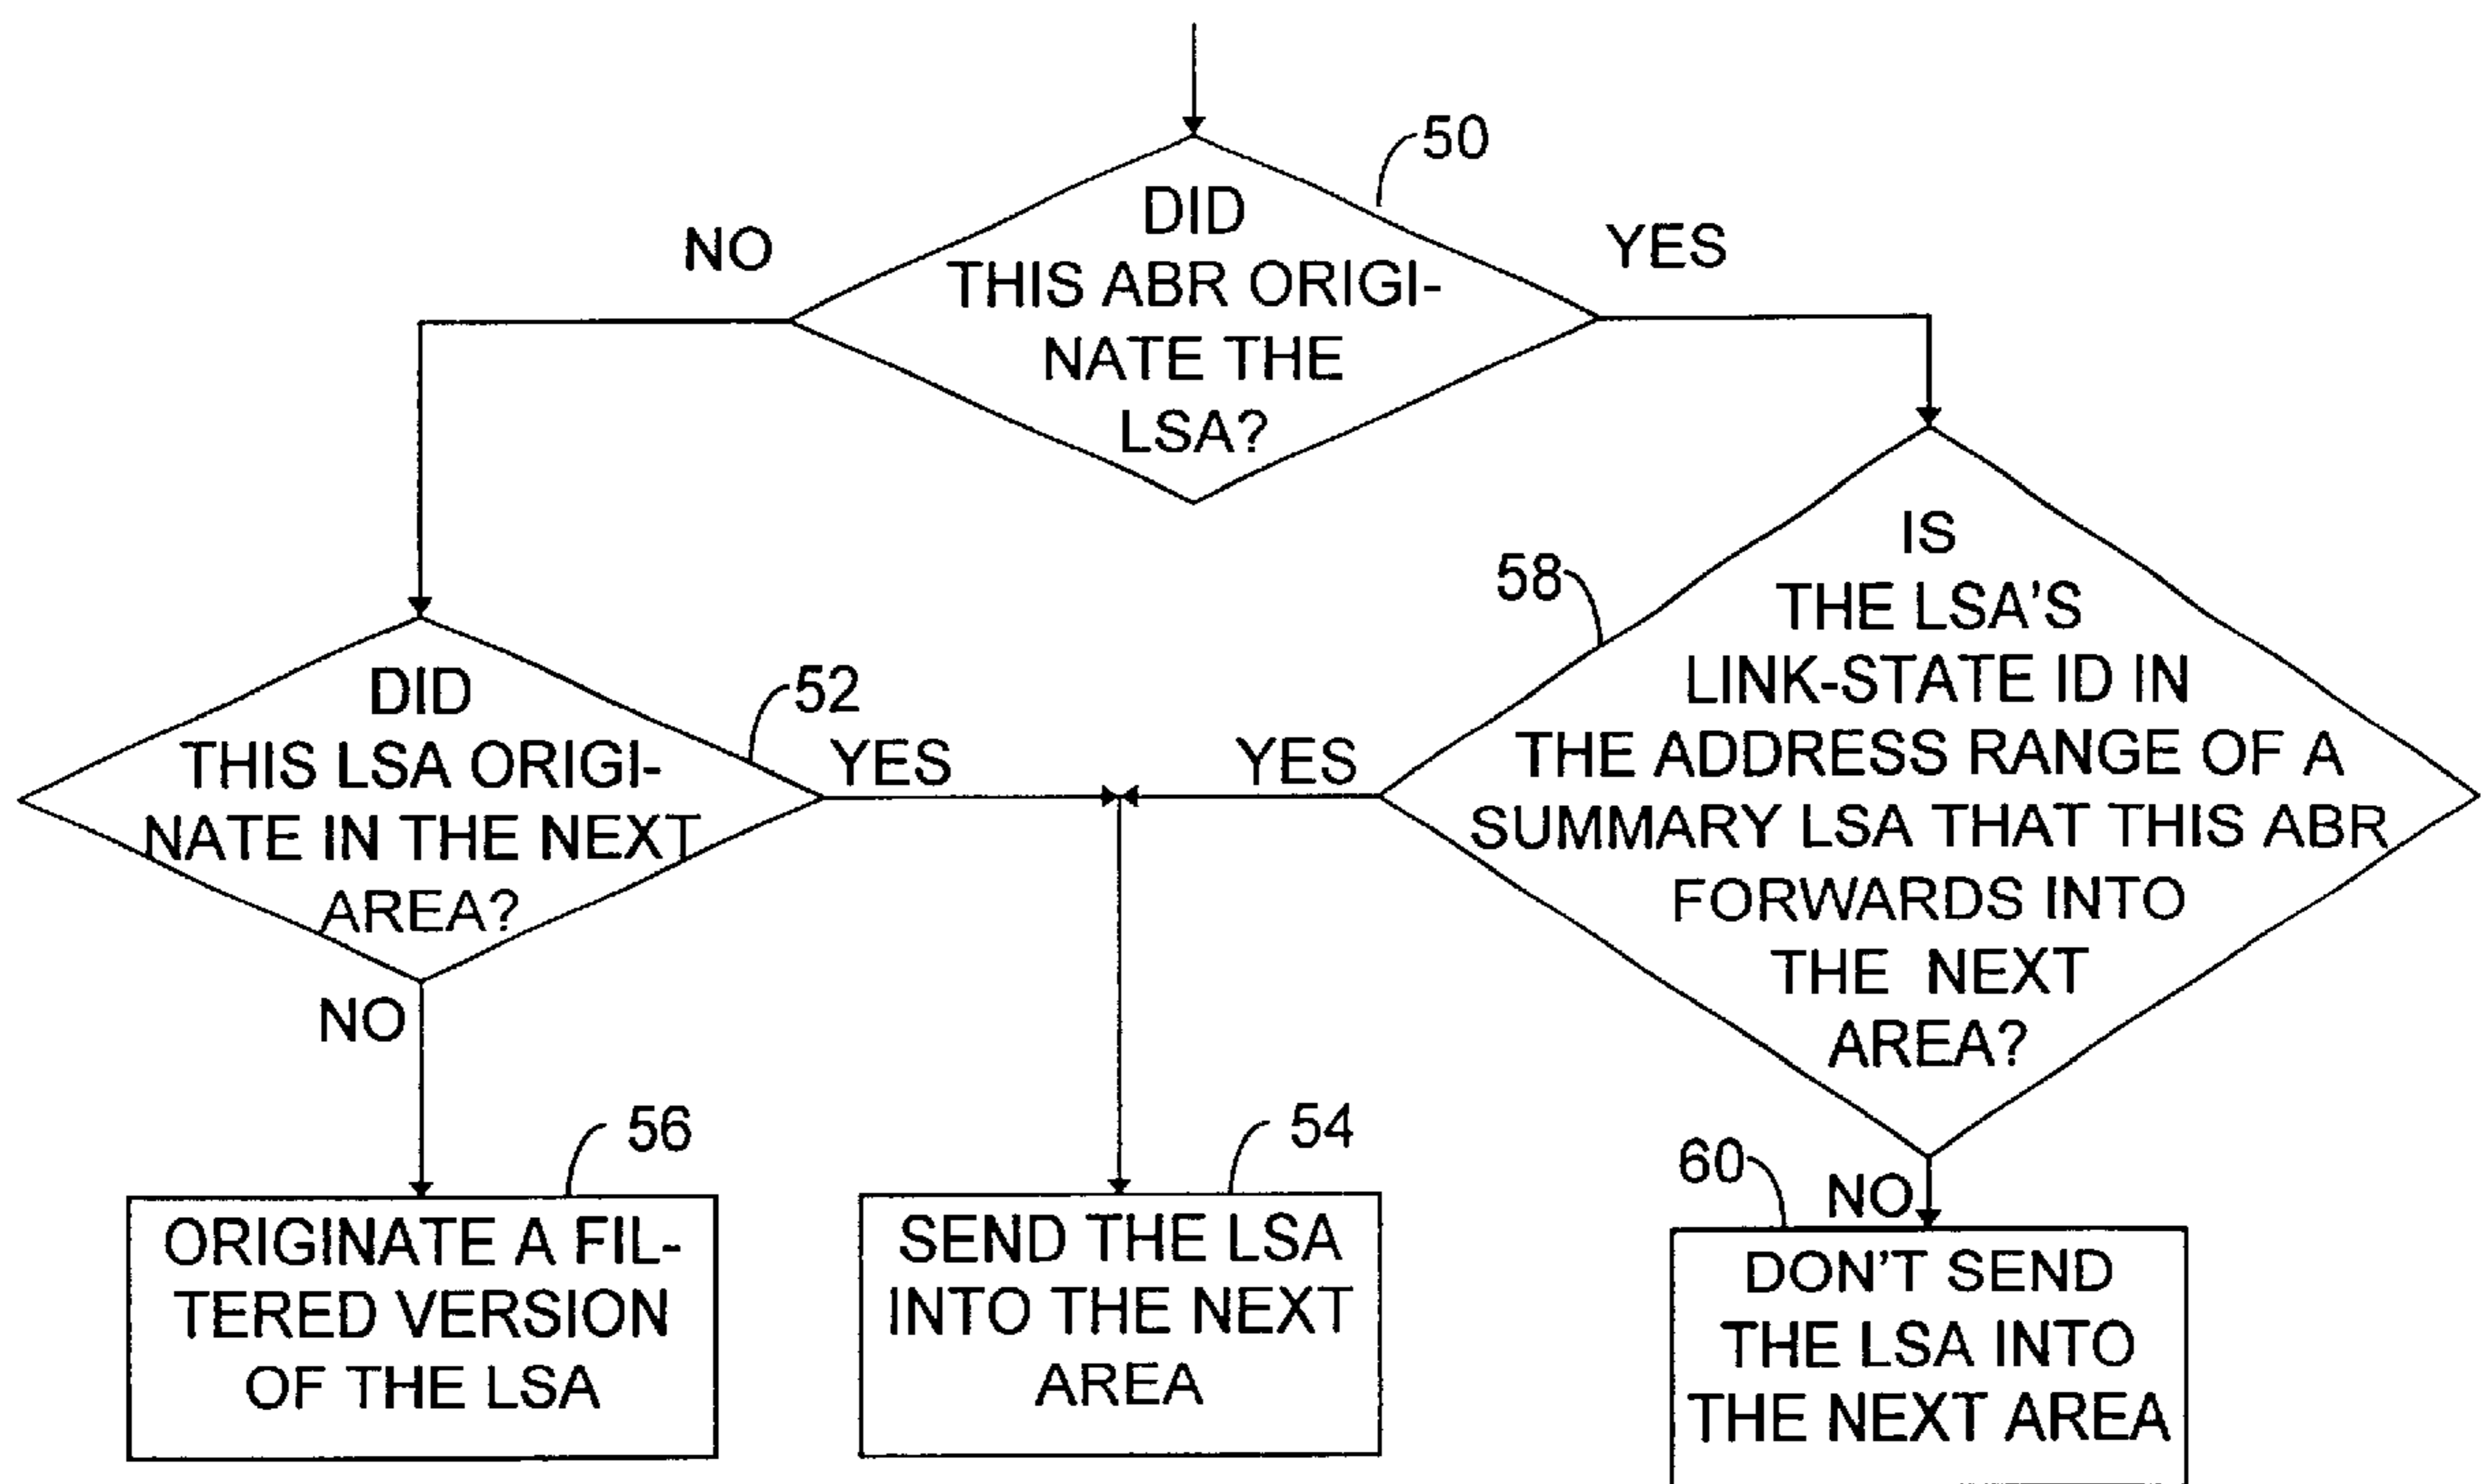 50
DID
THIS ABR ORIGI-
NATE THE
LSA?
NO
YES
52
DID
THIS LSA ORIGI-
NATE IN THE NEXT
AREA?
YES
NO
58
IS
THE LSA'S
LINK-STATE ID IN
THE ADDRESS RANGE OF A
SUMMARY LSA THAT THIS ABR
FORWARDS INTO
THE NEXT
AREA?
YES
NO
56
ORIGINATE A FIL-
TERED VERSION
OF THE LSA
54
SEND THE LSA
INTO THE NEXT
AREA
60
DON'T SEND
THE LSA INTO
THE NEXT AREA